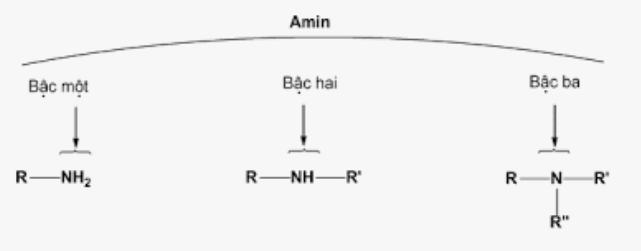 Amin
Bậc một Bậc hai Bậc ba
R—NH₂ R—NH—R' R—N—R'
R"